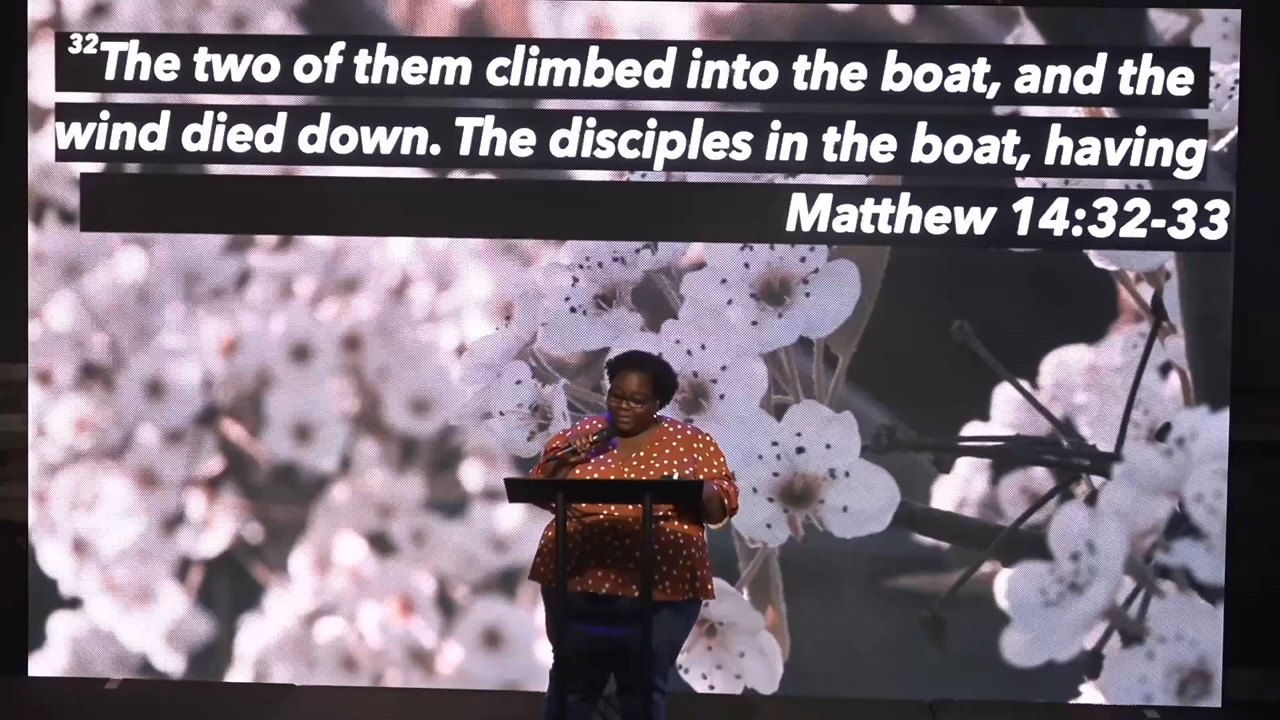 32The two of them climbed into the boat, and the
wind died down. The disciples in the boat, having
Matthew 14:32-33